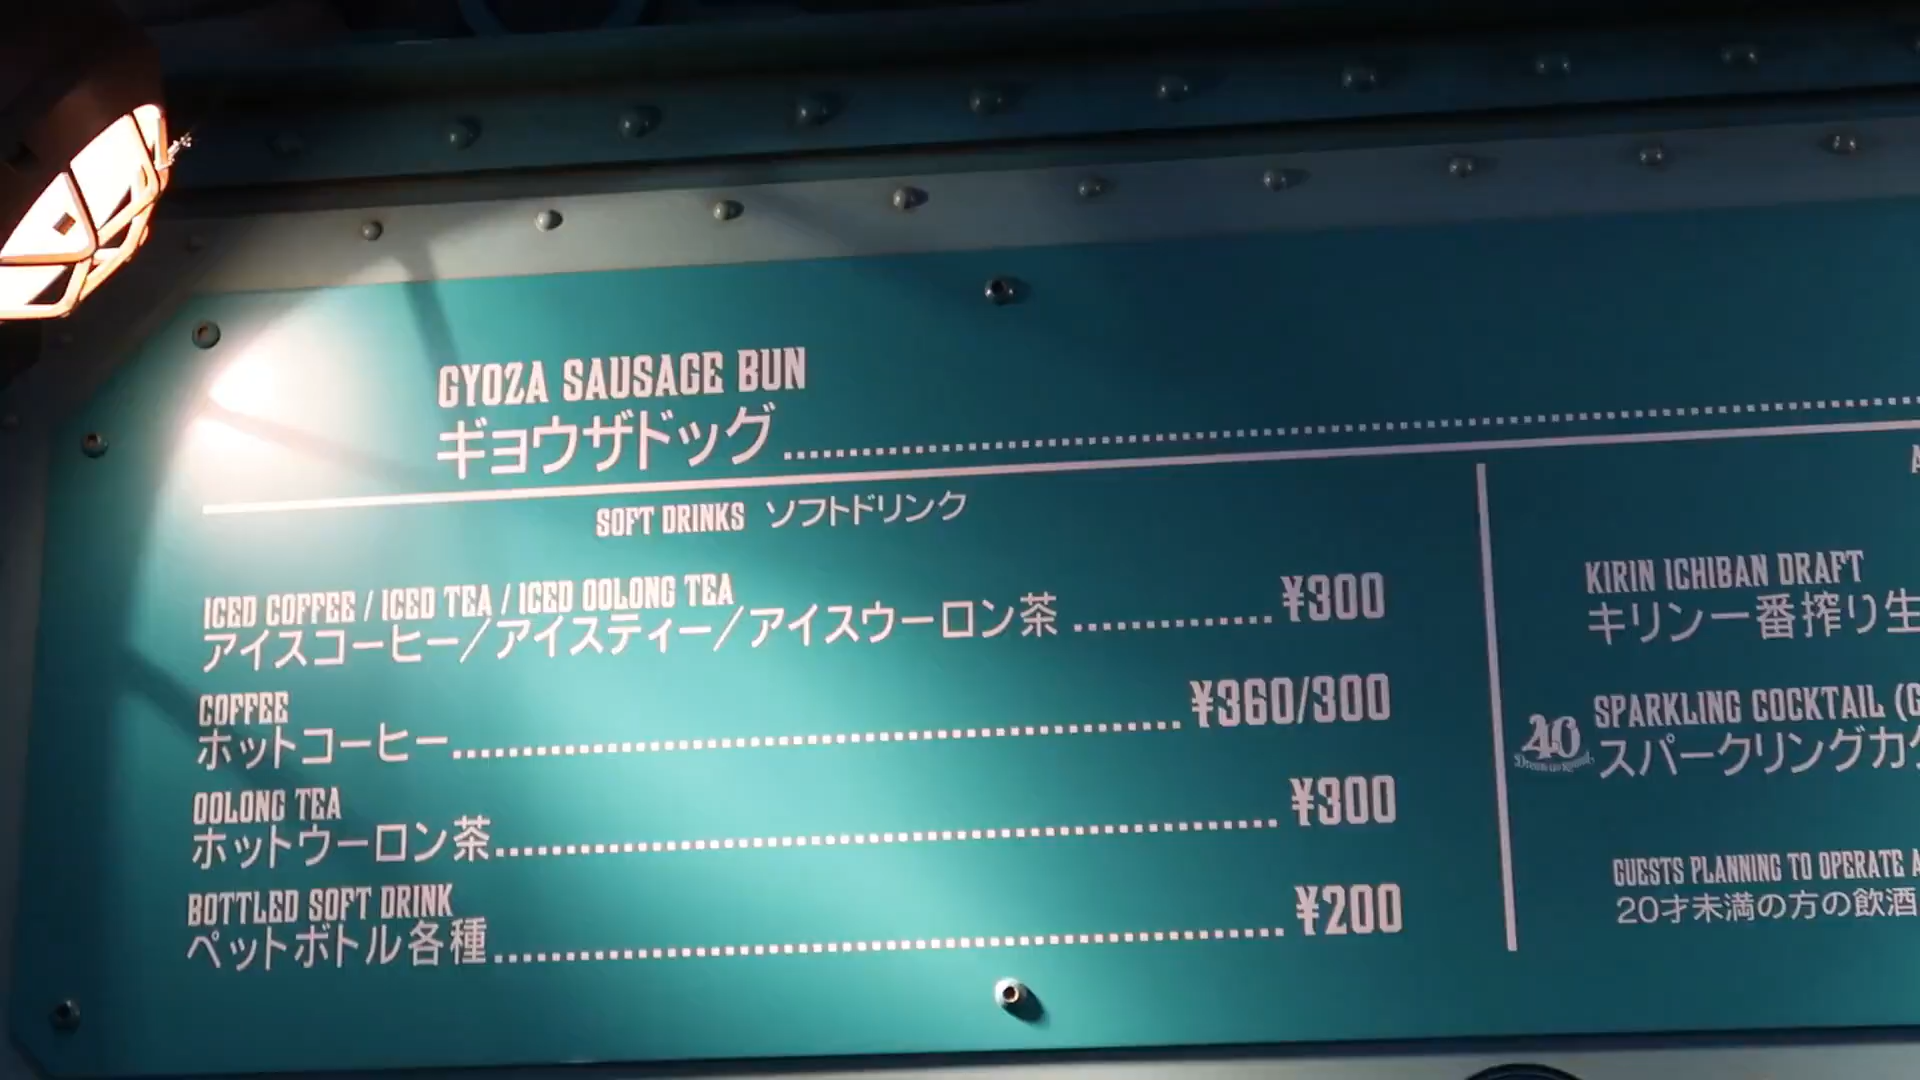 GYOZA SAUSAGE BUN
ギョウザドッグ
SOFT DRINKS ソフトドリンク
ICED COFFEE / ICED TEA / ICED OOLONG TEA
アイスコーヒー／アイスティー／アイスウーロン茶 ¥300
COFFEE
ホットコーヒー ¥360/300
OOLONG TEA
ホットウーロン茶 ¥300
BOTTLED SOFT DRINK
ペットボトル各種 ¥200
KIRIN ICHIBAN DRAFT
キリン一番搾り生
40
SPARKLING COCKTAIL (G
スパークリングカク
GUESTS PLANNING TO OPERATE A
20才未満の方の飲酒